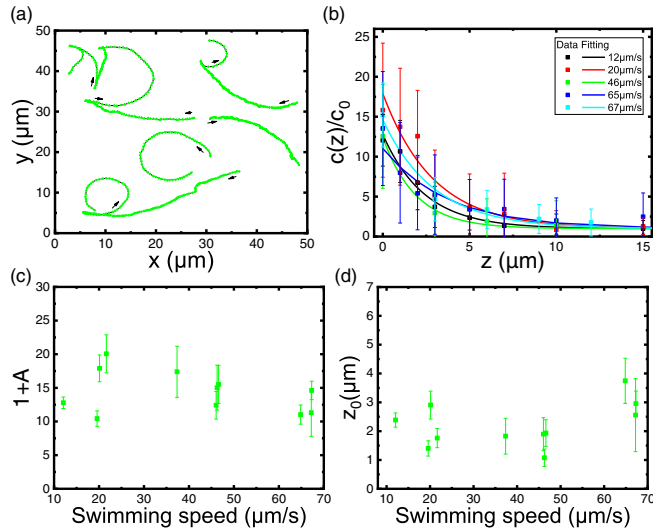 (a)
50
40
30
20
10
0
0 10 20 30 40 50
y (μm)
x (μm)
(b)
25
20
15
10
5
0
0 5 10 15
c(z)/c0
z (μm)
Data Fitting
12μm/s
20μm/s
46μm/s
65μm/s
67μm/s
(c)
30
25
20
15
10
5
0
10 20 30 40 50 60 70
1+A
Swimming speed (μm/s)
(d)
7
6
5
4
3
2
1
0
10 20 30 40 50 60 70
z0(μm)
Swimming speed (μm/s)